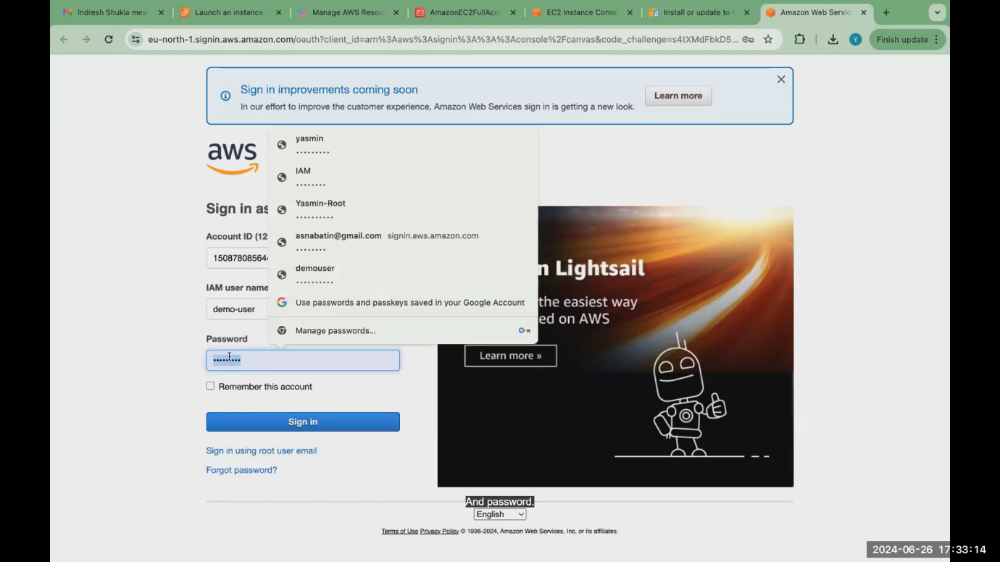 Indresh Shukla mes
Launch an instance
Manage AWS Resou
AmazonEC2FullAcc
EC2 Instance Conne
Install or update to
Amazon Web Servic
eu-north-1.signin.aws.amazon.com/oauth?client_id=arn%3Aaws%3Asignin%3A%3A%3Aconsole%2Fcanvas&code_challenge=s4tXMdFbkD5...
Y
Finish update
Sign in improvements coming soon
In our effort to improve the customer experience, Amazon Web Services sign in is getting a new look.
Learn more
aws
yasmin
•••••••••
IAM
••••••••
Sign in as
Yasmin-Root
••••••••••
Account ID (12
asnabatin@gmail.com signin.aws.amazon.com
••••••••
150878085644
n Lightsail
demouser
••••••••••
IAM user name
the easiest way
Use passwords and passkeys saved in your Google Account
demo-user
ed on AWS
Manage passwords...
Password
•••••••••
Learn more »
Remember this account
Sign in
Sign in using root user email
Forgot password?
And password.
English
Terms of Use Privacy Policy © 1996-2024, Amazon Web Services, Inc. or its affiliates.
2024-06-26 17:33:14